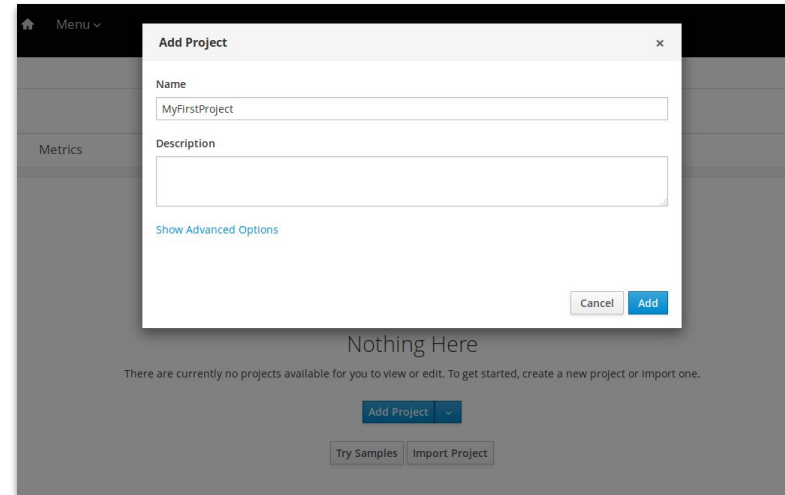 Menu
Add Project
×
Name
MyFirstProject
Description
Metrics
Show Advanced Options
Cancel Add
Nothing Here
There are currently no projects available for you to view or edit. To get started, create a new project or import one.
Add Project
Try Samples Import Project